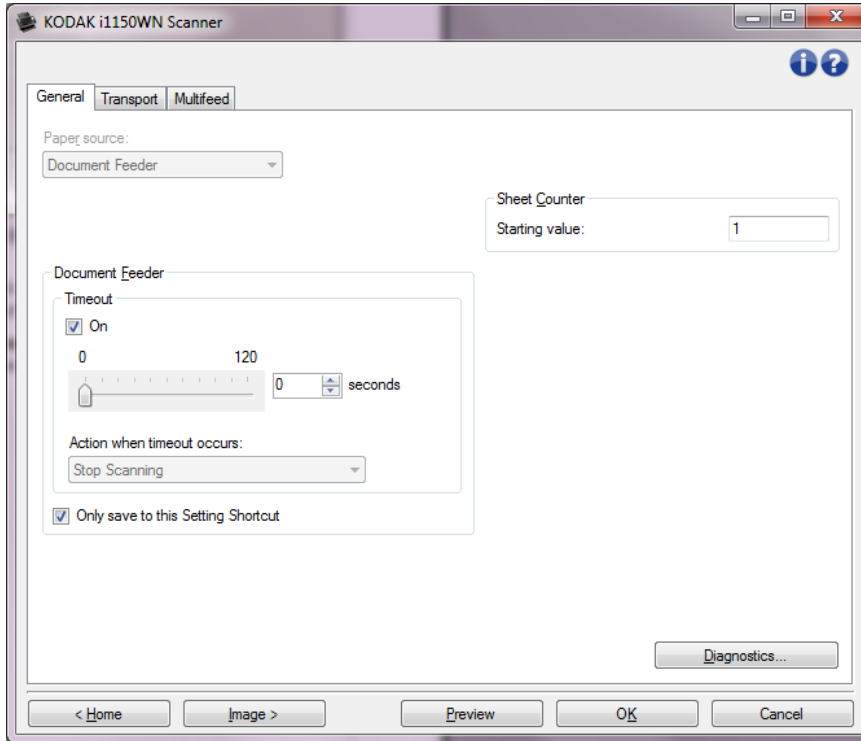 KODAK i1150WN Scanner
General Transport Multifeed
Paper source:
Document Feeder
Sheet Counter
Starting value: 1
Document Feeder
Timeout
On
0 120
0 seconds
Action when timeout occurs:
Stop Scanning
Only save to this Setting Shortcut
Diagnostics...
< Home Image > Preview OK Cancel